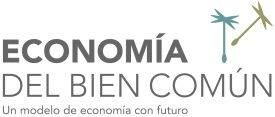 ECONOMÍA
DEL BIEN COMÚN
Un modelo de economía con futuro